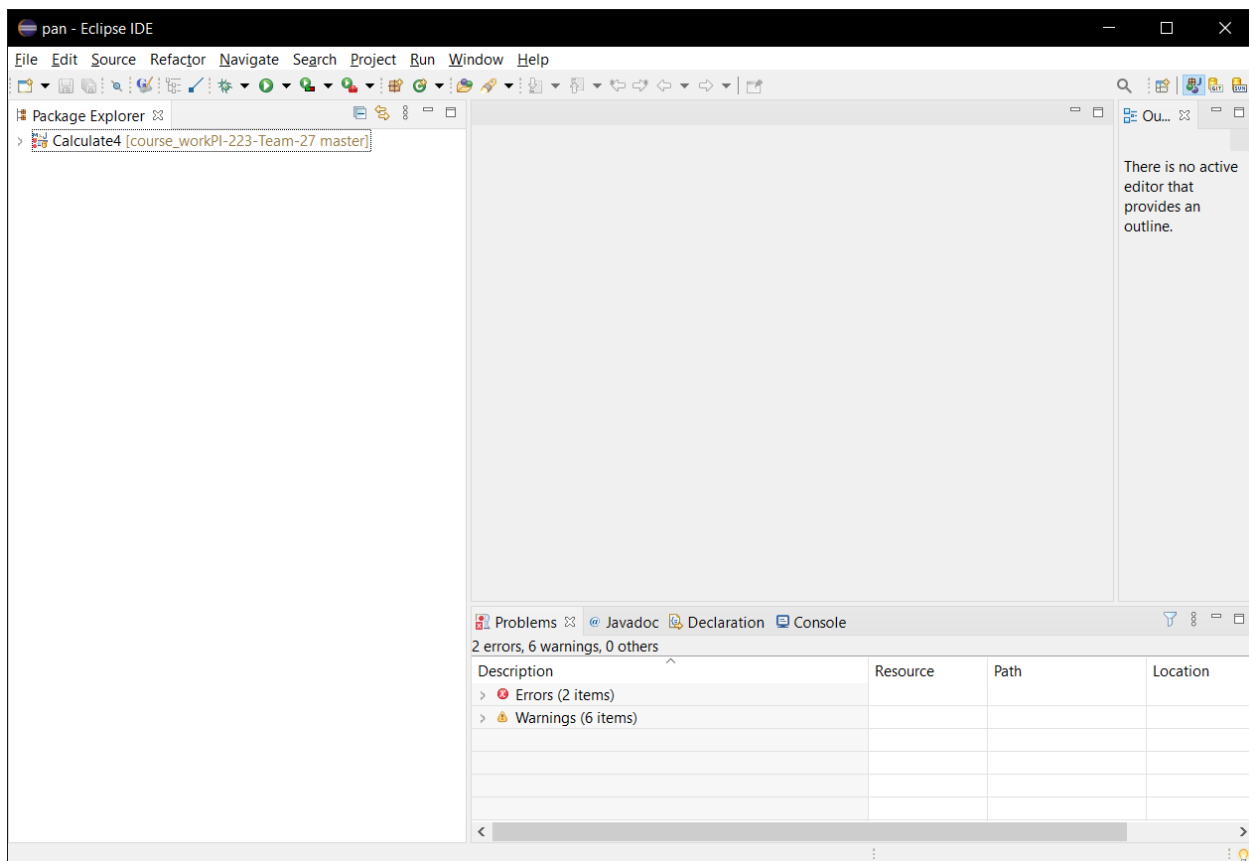 pan - Eclipse IDE
File Edit Source Refactor Navigate Search Project Run Window Help
Package Explorer
Calculate4 [course_workPI-223-Team-27 master]
Ou...
There is no active
editor that
provides an
outline.
Problems @ Javadoc Declaration Console
2 errors, 6 warnings, 0 others
Description Resource Path Location
Errors (2 items)
Warnings (6 items)